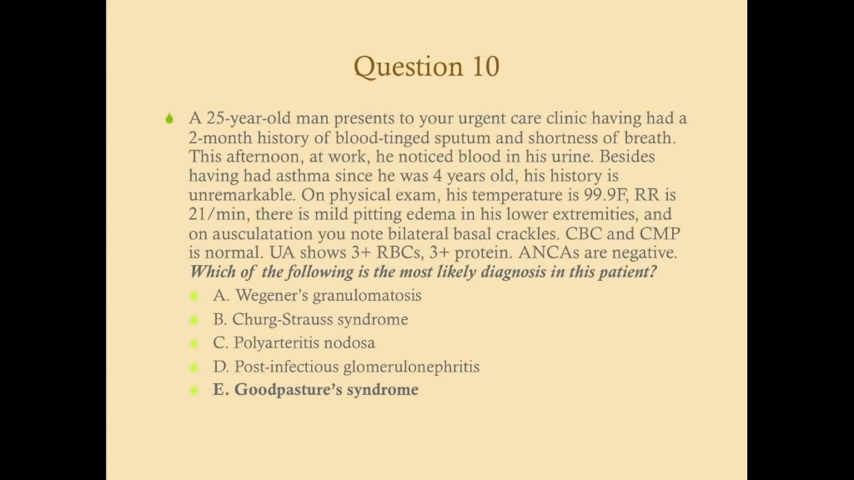 Question 10
A 25-year-old man presents to your urgent care clinic having had a
2-month history of blood-tinged sputum and shortness of breath.
This afternoon, at work, he noticed blood in his urine. Besides
having had asthma since he was 4 years old, his history is
unremarkable. On physical exam, his temperature is 99.9F, RR is
21/min, there is mild pitting edema in his lower extremities, and
on ausculatation you note bilateral basal crackles. CBC and CMP
is normal. UA shows 3+ RBCs, 3+ protein. ANCAs are negative.
Which of the following is the most likely diagnosis in this patient?
A. Wegener's granulomatosis
B. Churg-Strauss syndrome
C. Polyarteritis nodosa
D. Post-infectious glomerulonephritis
E. Goodpasture's syndrome